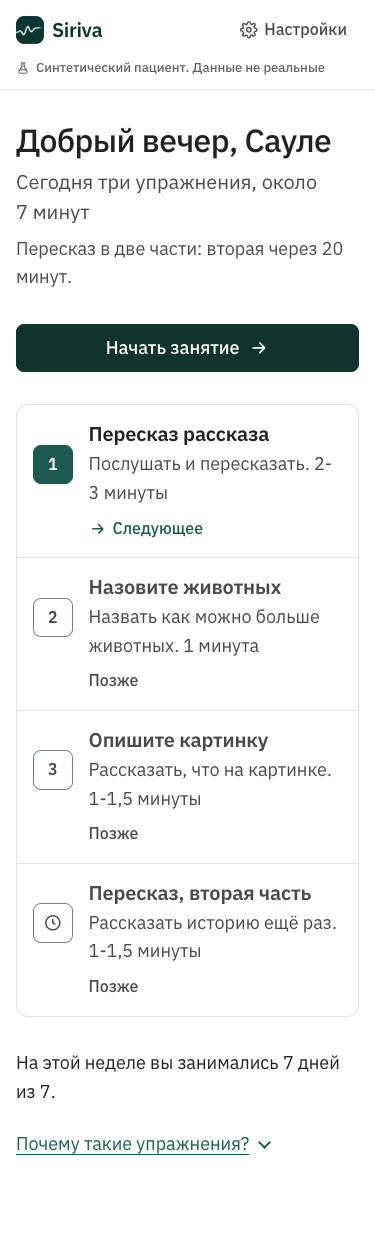 Siriva
Настройки
Синтетический пациент. Данные не реальные
Добрый вечер, Сауле
Сегодня три упражнения, около
7 минут
Пересказ в две части: вторая через 20
минут.
Начать занятие →
1
Пересказ рассказа
Послушать и пересказать. 2-
3 минуты
→ Следующее
2
Назовите животных
Назвать как можно больше
животных. 1 минута
Позже
3
Опишите картинку
Рассказать, что на картинке.
1-1,5 минуты
Позже
Пересказ, вторая часть
Рассказать историю ещё раз.
1-1,5 минуты
Позже
На этой неделе вы занимались 7 дней
из 7.
Почему такие упражнения?